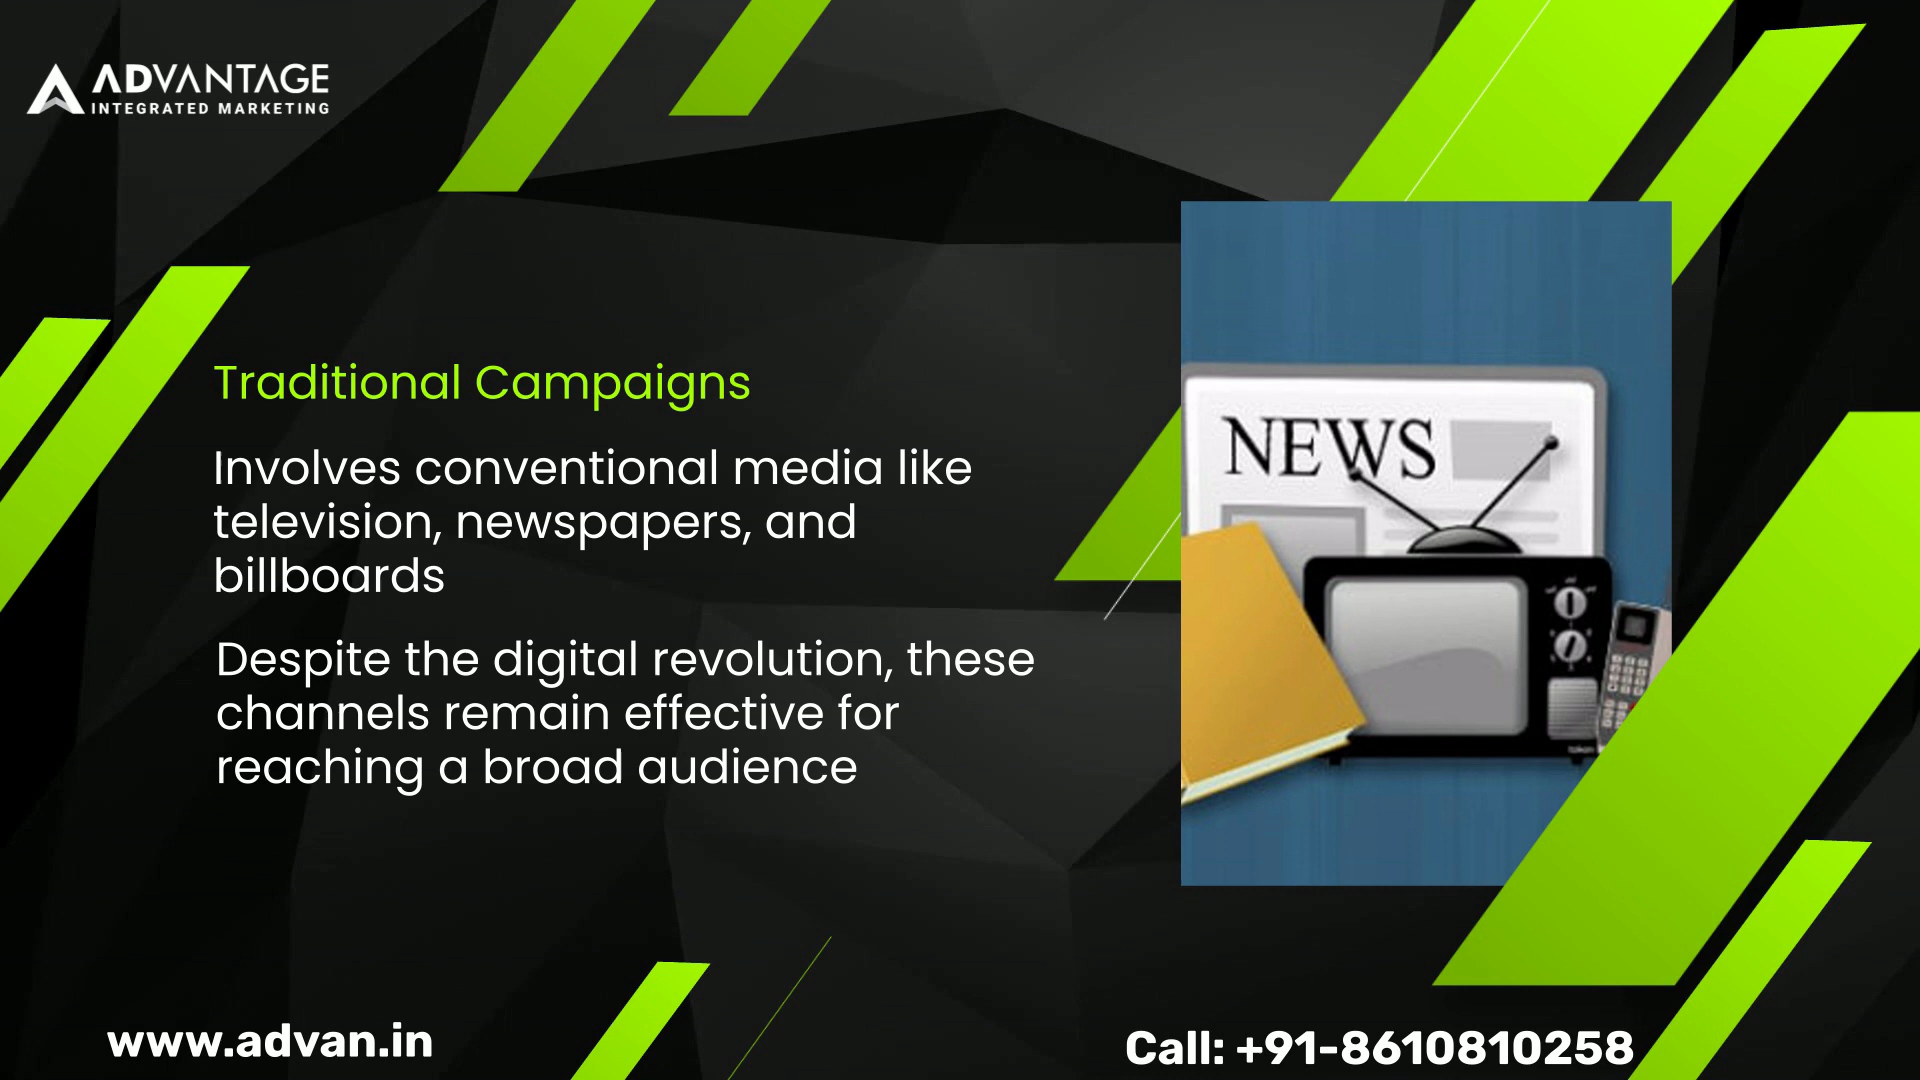 ADVANTAGE
INTEGRATED MARKETING
Traditional Campaigns
Involves conventional media like
television, newspapers, and
billboards
Despite the digital revolution, these
channels remain effective for
reaching a broad audience
NEWS
www.advan.in
Call: +91-8610810258